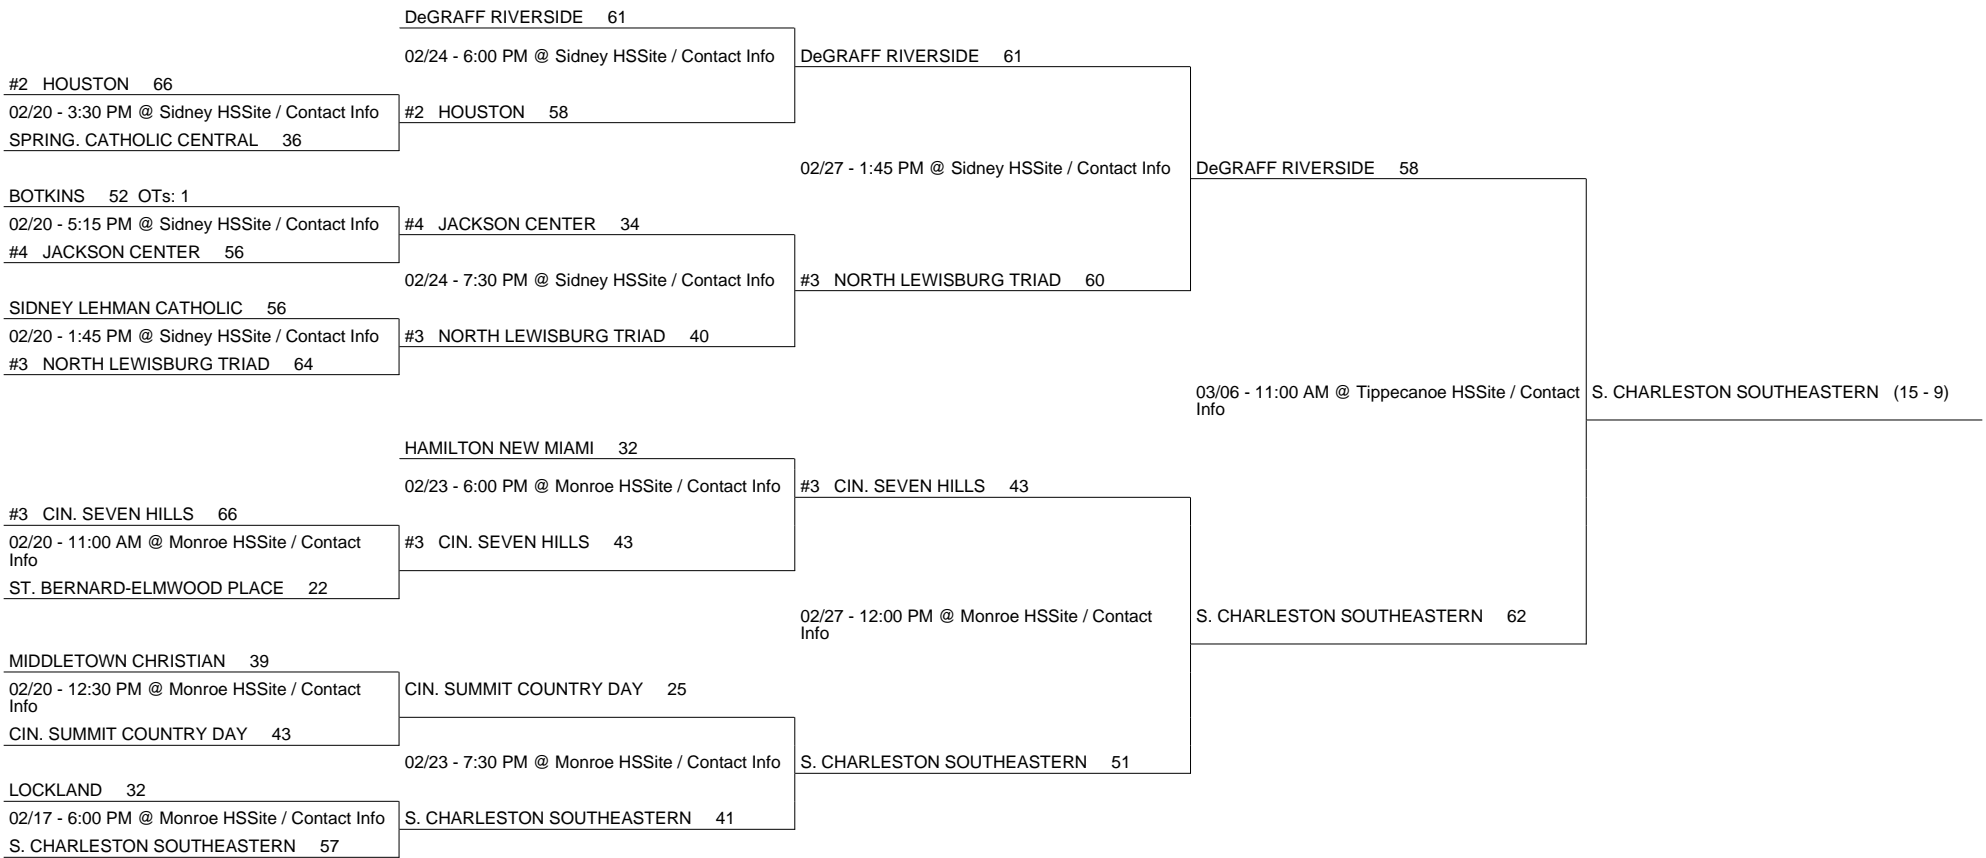 DeGRAFF RIVERSIDE 61
02/24 - 6:00 PM @ Sidney HSSite / Contact Info
DeGRAFF RIVERSIDE 61
#2 HOUSTON 66
02/20 - 3:30 PM @ Sidney HSSite / Contact Info
#2 HOUSTON 58
SPRING. CATHOLIC CENTRAL 36
02/27 - 1:45 PM @ Sidney HSSite / Contact Info
DeGRAFF RIVERSIDE 58
BOTKINS 52 OTs: 1
02/20 - 5:15 PM @ Sidney HSSite / Contact Info
#4 JACKSON CENTER 34
#4 JACKSON CENTER 56
02/24 - 7:30 PM @ Sidney HSSite / Contact Info
#3 NORTH LEWISBURG TRIAD 60
SIDNEY LEHMAN CATHOLIC 56
02/20 - 1:45 PM @ Sidney HSSite / Contact Info
#3 NORTH LEWISBURG TRIAD 40
#3 NORTH LEWISBURG TRIAD 64
03/06 - 11:00 AM @ Tippecanoe HSSite / Contact
Info
S. CHARLESTON SOUTHEASTERN (15 - 9)
HAMILTON NEW MIAMI 32
02/23 - 6:00 PM @ Monroe HSSite / Contact Info
#3 CIN. SEVEN HILLS 43
#3 CIN. SEVEN HILLS 66
02/20 - 11:00 AM @ Monroe HSSite / Contact
Info
#3 CIN. SEVEN HILLS 43
ST. BERNARD-ELMWOOD PLACE 22
02/27 - 12:00 PM @ Monroe HSSite / Contact
Info
S. CHARLESTON SOUTHEASTERN 62
MIDDLETOWN CHRISTIAN 39
02/20 - 12:30 PM @ Monroe HSSite / Contact
Info
CIN. SUMMIT COUNTRY DAY 25
CIN. SUMMIT COUNTRY DAY 43
02/23 - 7:30 PM @ Monroe HSSite / Contact Info
S. CHARLESTON SOUTHEASTERN 51
LOCKLAND 32
02/17 - 6:00 PM @ Monroe HSSite / Contact Info
S. CHARLESTON SOUTHEASTERN 41
S. CHARLESTON SOUTHEASTERN 57